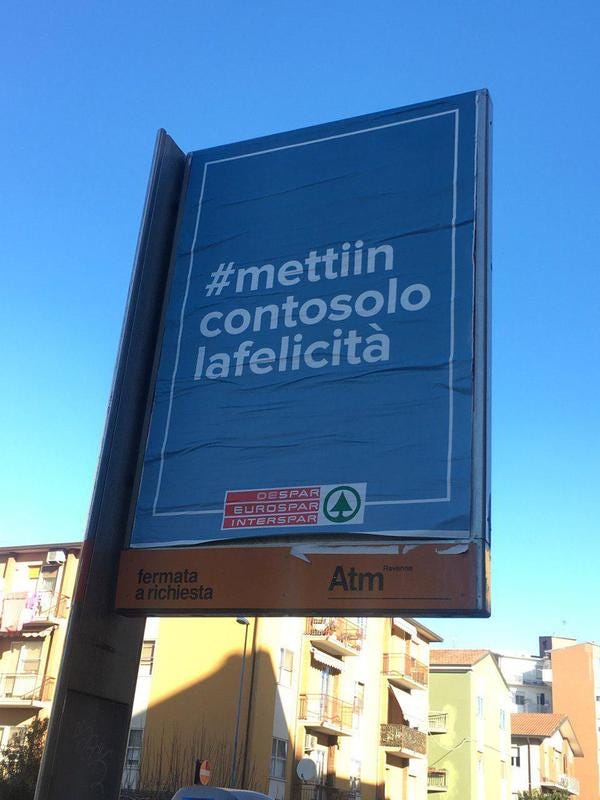 #mettiin
contosolo
lafelicità
DESPAR
EUROSPAR
INTERSPAR
fermata
a richiesta
Atm Ravenna